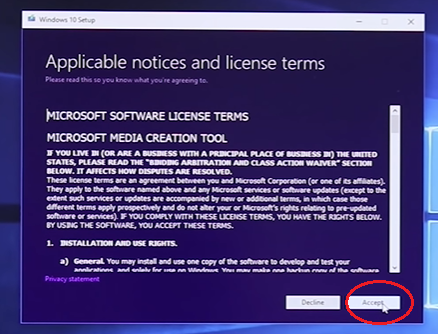 Windows 10 Setup
Applicable notices and license terms
Please read this so you know what you're agreeing to.
MICROSOFT SOFTWARE LICENSE TERMS
MICROSOFT MEDIA CREATION TOOL
IF YOU LIVE IN (OR ARE A BUSINESS WITH A PRINCIPAL PLACE OF BUSINESS IN) THE UNITED
STATES, PLEASE READ THE "BINDING ARBITRATION AND CLASS ACTION WAIVER" SECTION
BELOW. IT AFFECTS HOW DISPUTES ARE RESOLVED.
These license terms are an agreement between you and Microsoft Corporation (or one of its affiliates).
They apply to the software named above and any Microsoft services or software updates (except to the
extent such services or updates are accompanied by new or additional terms, in which case those
different terms apply prospectively and do not alter your or Microsoft's rights relating to pre-updated
software or services). IF YOU COMPLY WITH THESE LICENSE TERMS, YOU HAVE THE RIGHTS BELOW.
BY USING THE SOFTWARE, YOU ACCEPT THESE TERMS.
1. INSTALLATION AND USE RIGHTS.
a) General. You may install and use one copy of the software to develop and test your
applications, and solely for use on Windows. You may make one backup copy of the software
Privacy statement
Decline
Accept